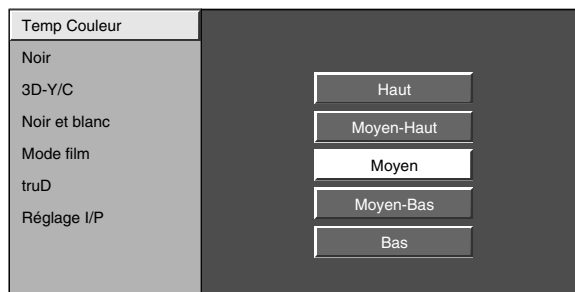 Temp Couleur
Noir
3D-Y/C
Noir et blanc
Mode film
truD
Réglage I/P
Haut
Moyen-Haut
Moyen
Moyen-Bas
Bas